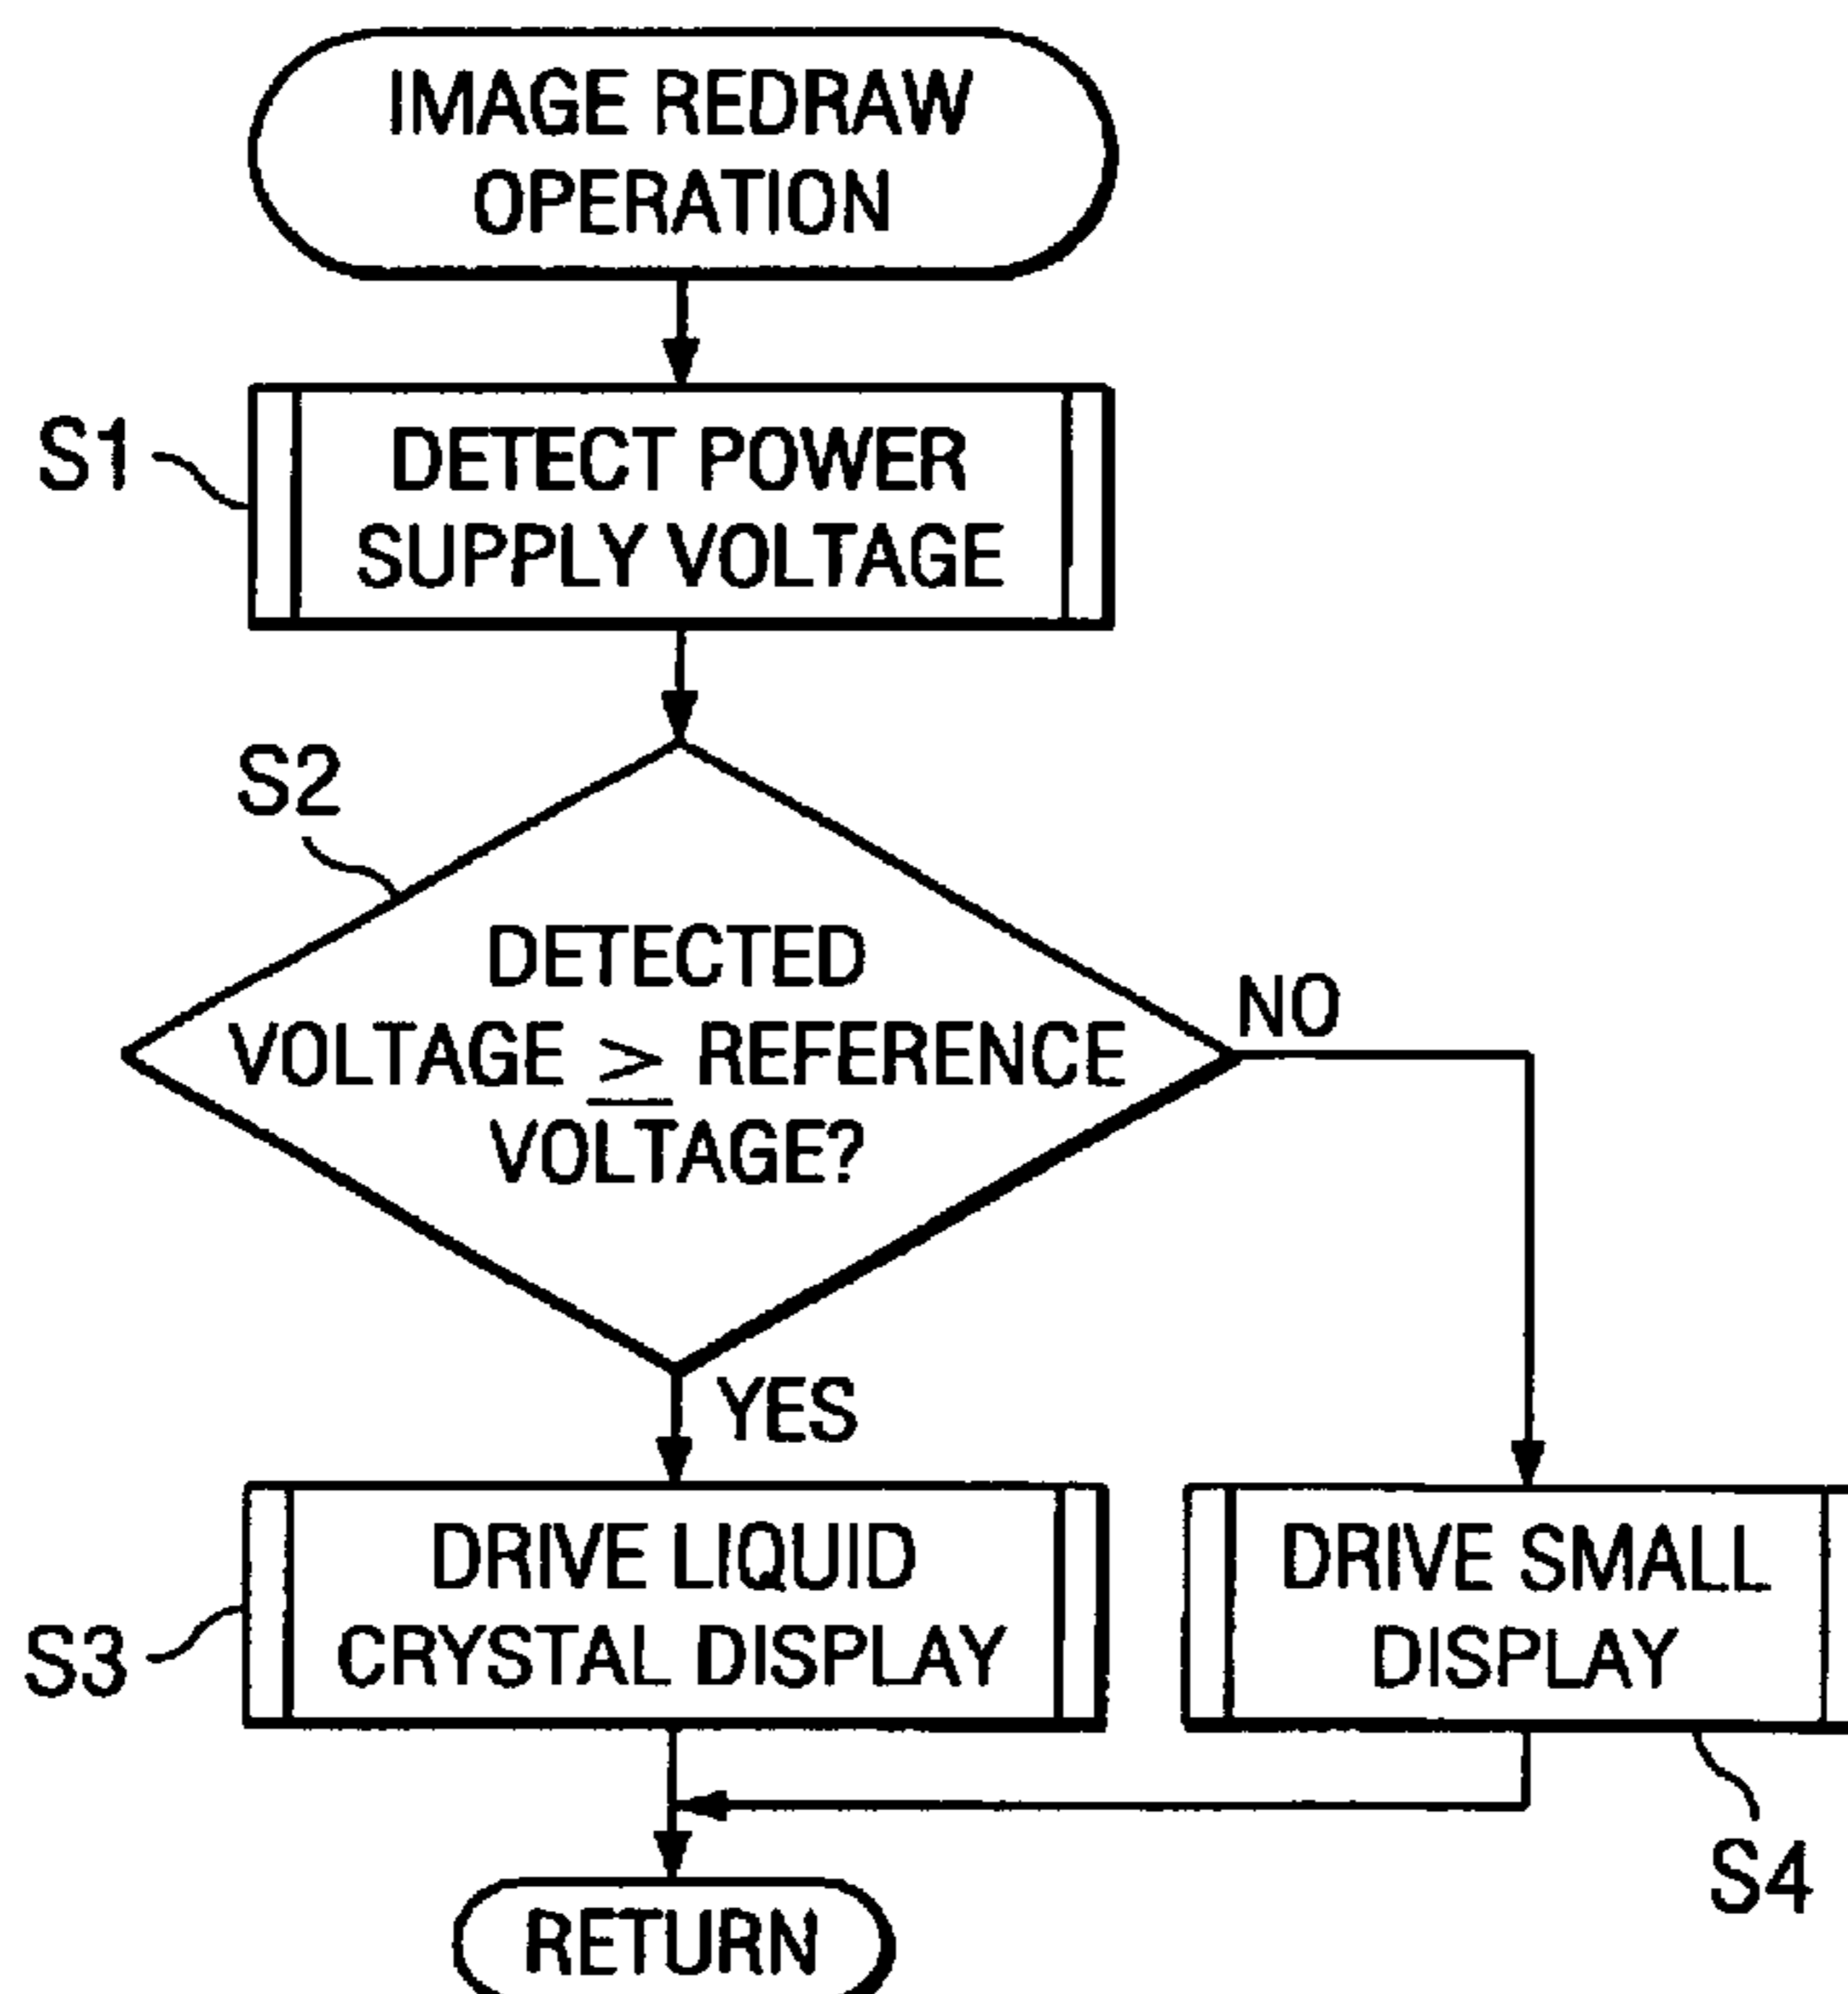 IMAGE REDRAW
OPERATION
S1
DETECT POWER
SUPPLY VOLTAGE
S2
DETECTED
VOLTAGE ≥ REFERENCE
VOLTAGE?
NO
YES
S3
DRIVE LIQUID
CRYSTAL DISPLAY
DRIVE SMALL
DISPLAY
S4
RETURN